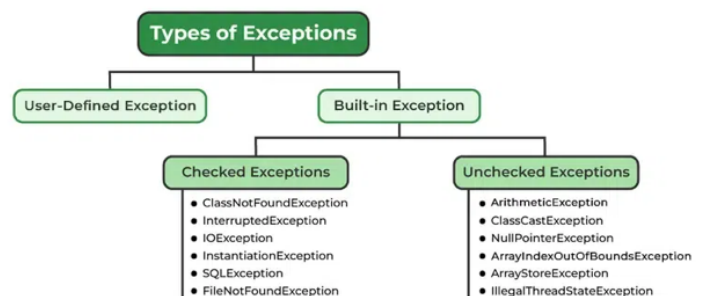 Types of Exceptions
User-Defined Exception
Built-in Exception
Checked Exceptions
ClassNotFoundException
InterruptedException
IOException
InstantiationException
SQLException
FileNotFoundException
Unchecked Exceptions
ArithmeticException
ClassCastException
NullPointerException
ArrayIndexOutOfBoundsException
ArrayStoreException
IllegalThreadStateException